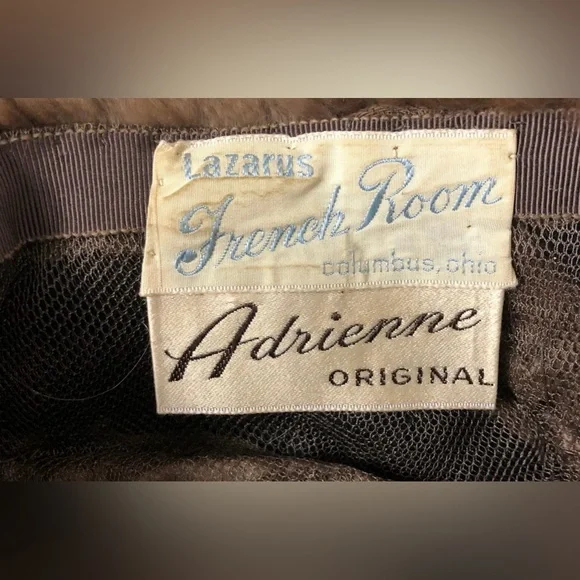 Lazarus
French Room
columbus, ohio
Adrienne
ORIGINAL